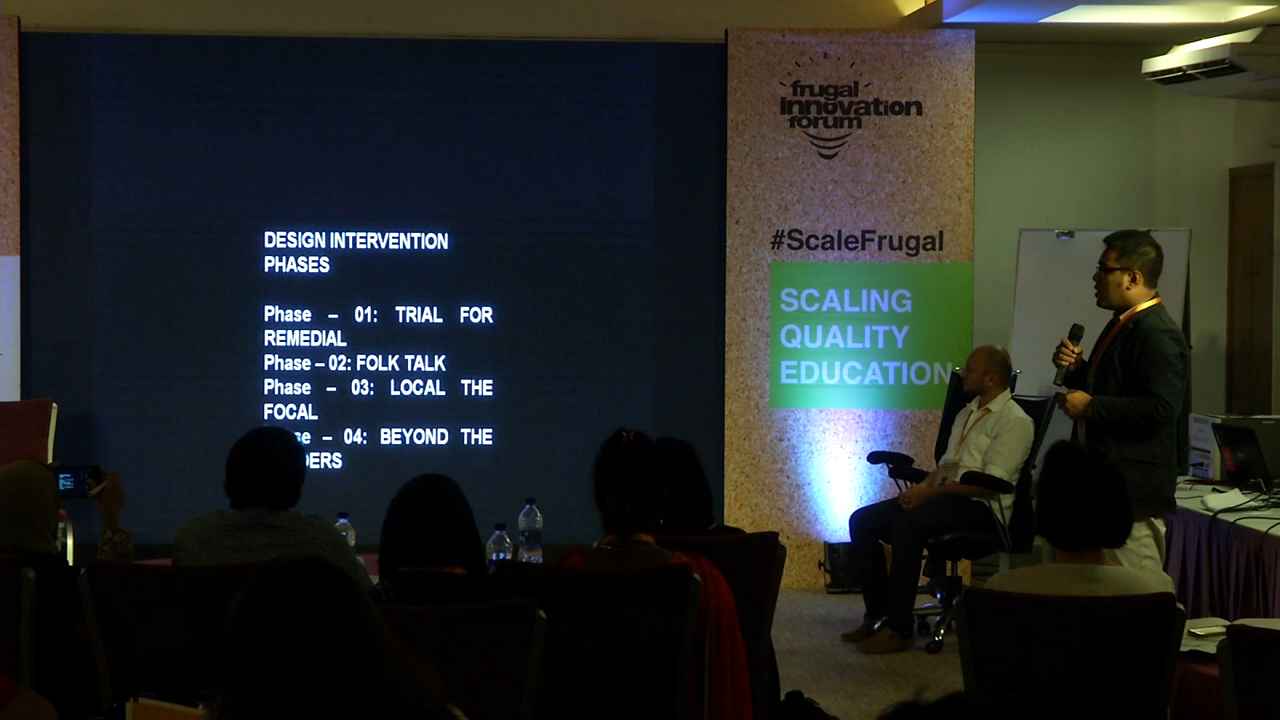 DESIGN INTERVENTION
PHASES
Phase – 01: TRIAL FOR
REMEDIAL
Phase – 02: FOLK TALK
Phase – 03: LOCAL THE
FOCAL
– 04: BEYOND THE
frugal
innovation
forum
#ScaleFrugal
SCALING
QUALITY
EDUCATION